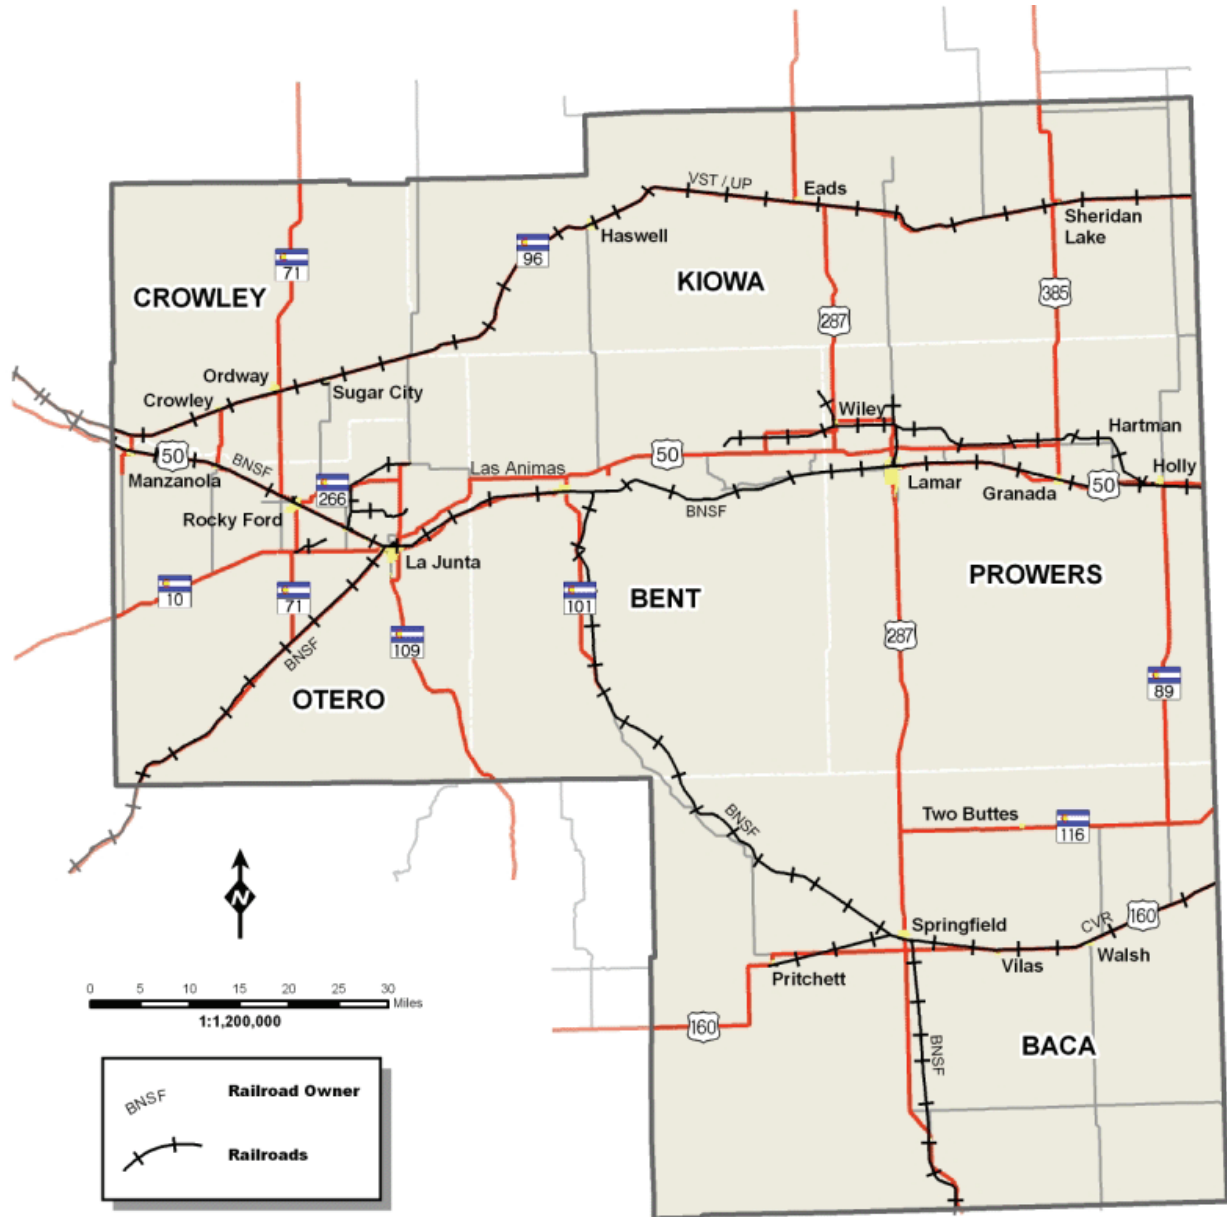 VST / UP
Eads
Haswell
Sheridan
Lake
96
71
CROWLEY
KIOWA
385
287
Ordway
Sugar City
Crowley
Wiley
Hartman
50
BNSF
Manzanola
Las Animas
50
Holly
266
Lamar
Granada
50
Rocky Ford
BNSF
La Junta
10
71
101
BENT
PROWERS
109
287
BNSF
OTERO
89
Two Buttes
116
BNSF
Springfield
CVR
160
Vilas
Walsh
Pritchett
160
BNSF
BACA
N
0 5 10 15 20 25 30
Miles
1:1,200,000
BNSF
Railroad Owner
Railroads